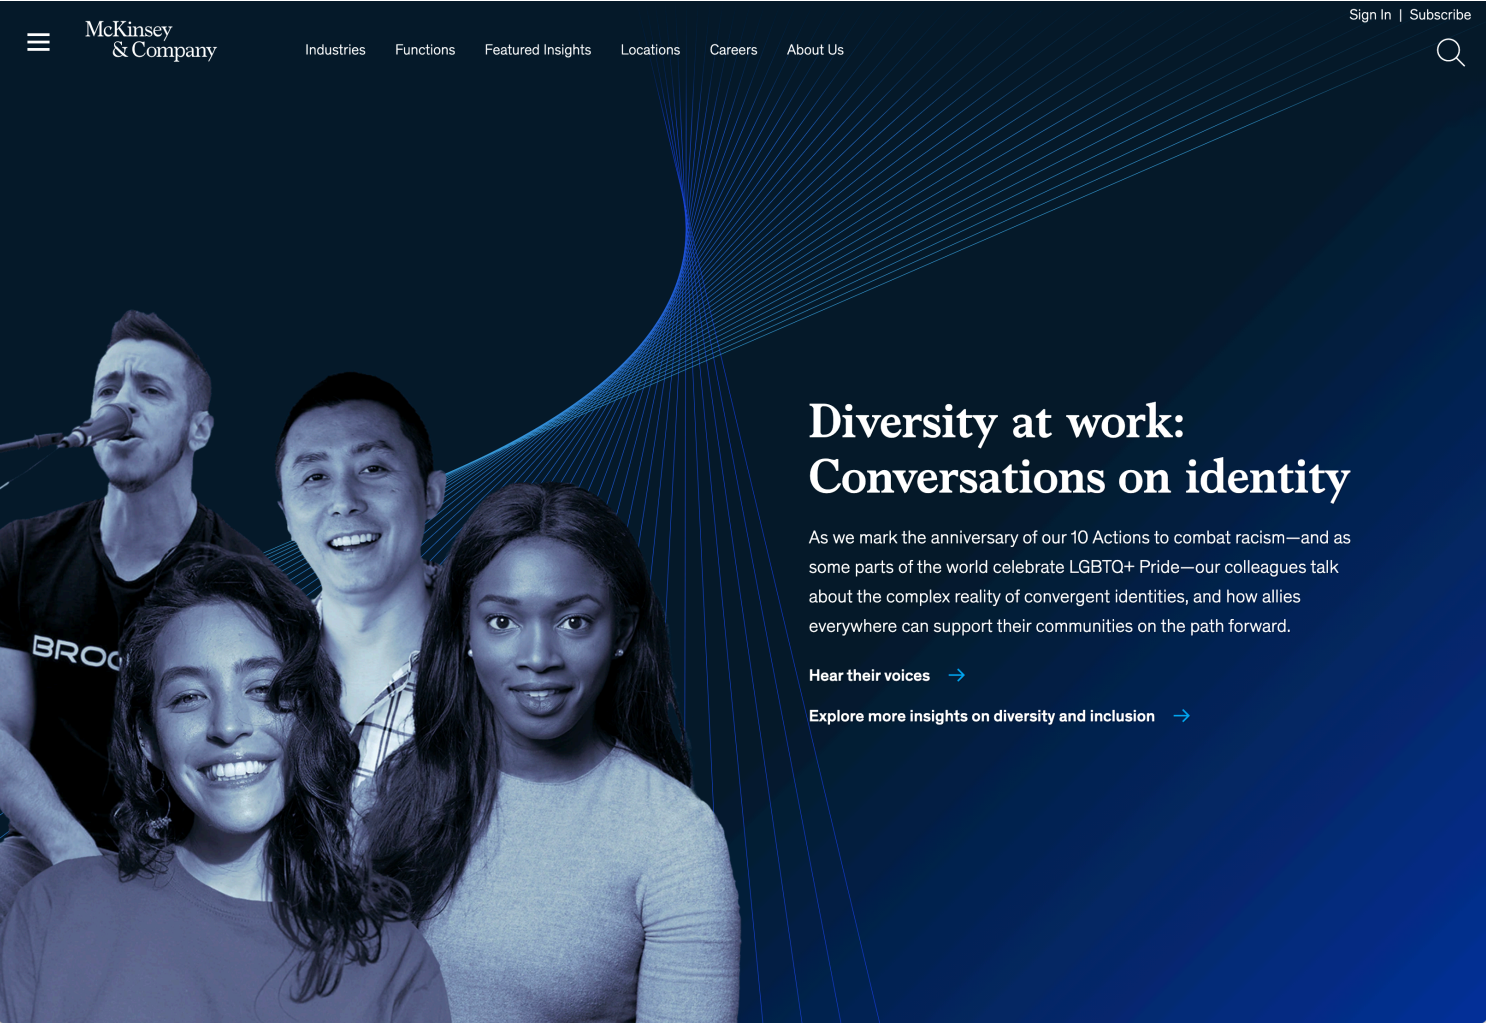 Sign In | Subscribe
McKinsey
& Company
Industries Functions Featured Insights Locations Careers About Us
Diversity at work:
Conversations on identity
As we mark the anniversary of our 10 Actions to combat racism—and as
some parts of the world celebrate LGBTQ+ Pride—our colleagues talk
about the complex reality of convergent identities, and how allies
everywhere can support their communities on the path forward.
Hear their voices
Explore more insights on diversity and inclusion